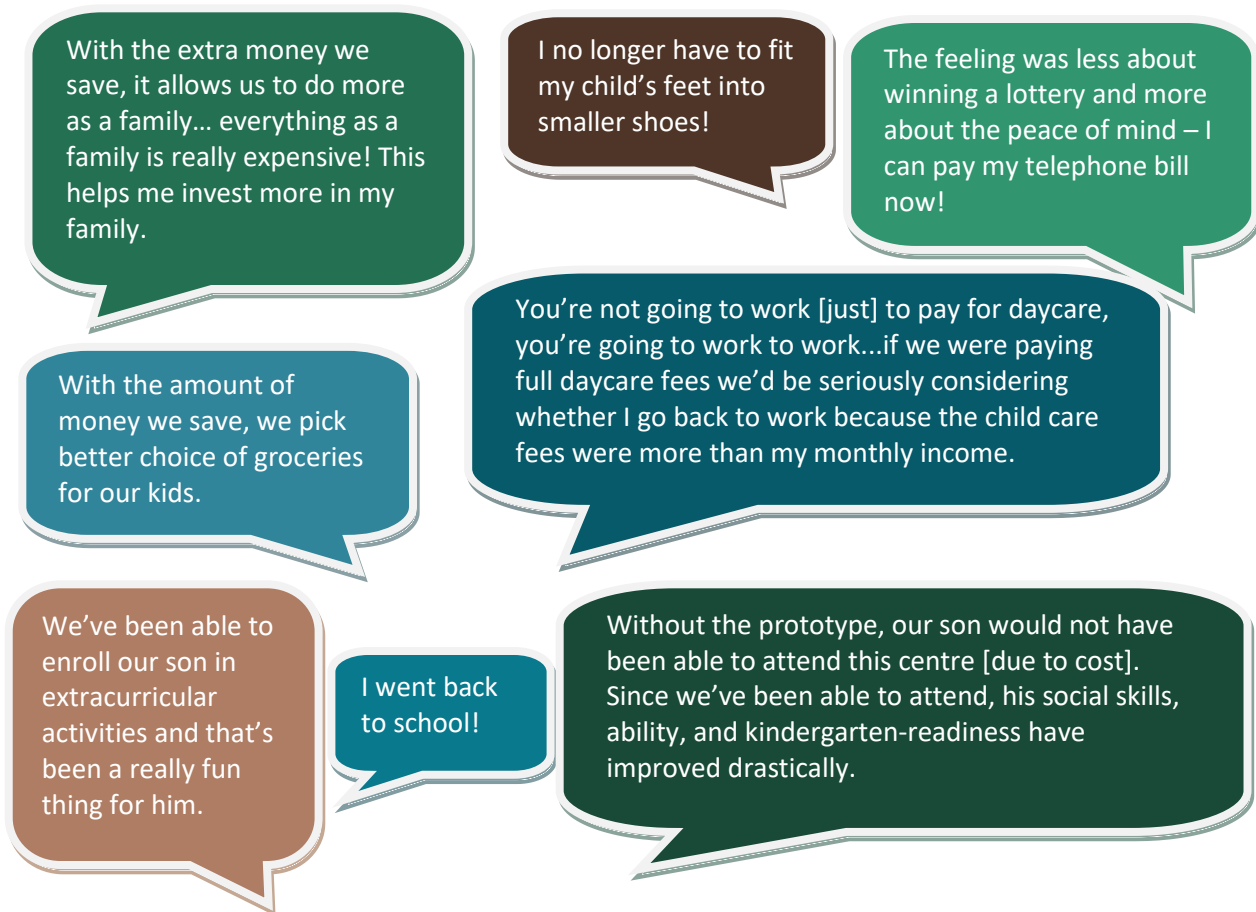 With the extra money we
save, it allows us to do more
as a family… everything as a
family is really expensive! This
helps me invest more in my
family.
I no longer have to fit
my child’s feet into
smaller shoes!
The feeling was less about
winning a lottery and more
about the peace of mind – I
can pay my telephone bill
now!
With the amount of
money we save, we pick
better choice of groceries
for our kids.
You’re not going to work [just] to pay for daycare,
you’re going to work to work...if we were paying
full daycare fees we’d be seriously considering
whether I go back to work because the child care
fees were more than my monthly income.
We’ve been able to
enroll our son in
extracurricular
activities and that’s
been a really fun
thing for him.
I went back
to school!
Without the prototype, our son would not have
been able to attend this centre [due to cost].
Since we’ve been able to attend, his social skills,
ability, and kindergarten-readiness have
improved drastically.